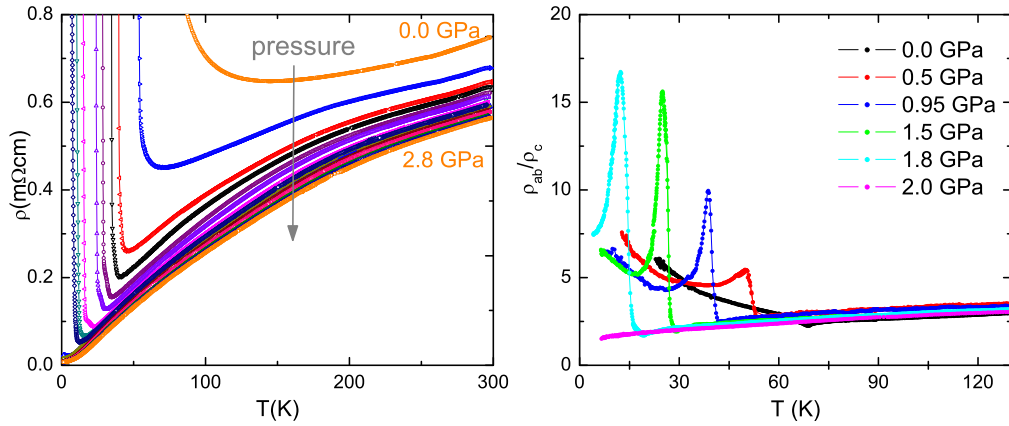 0.8
0.6
0.4
0.2
0.0
ρ(mΩcm)
0.0 GPa
pressure
2.8 GPa
0
100
200
300
T(K)
20
15
10
5
0
ρab/ρc
0.0 GPa
0.5 GPa
0.95 GPa
1.5 GPa
1.8 GPa
2.0 GPa
0
30
60
90
120
T (K)